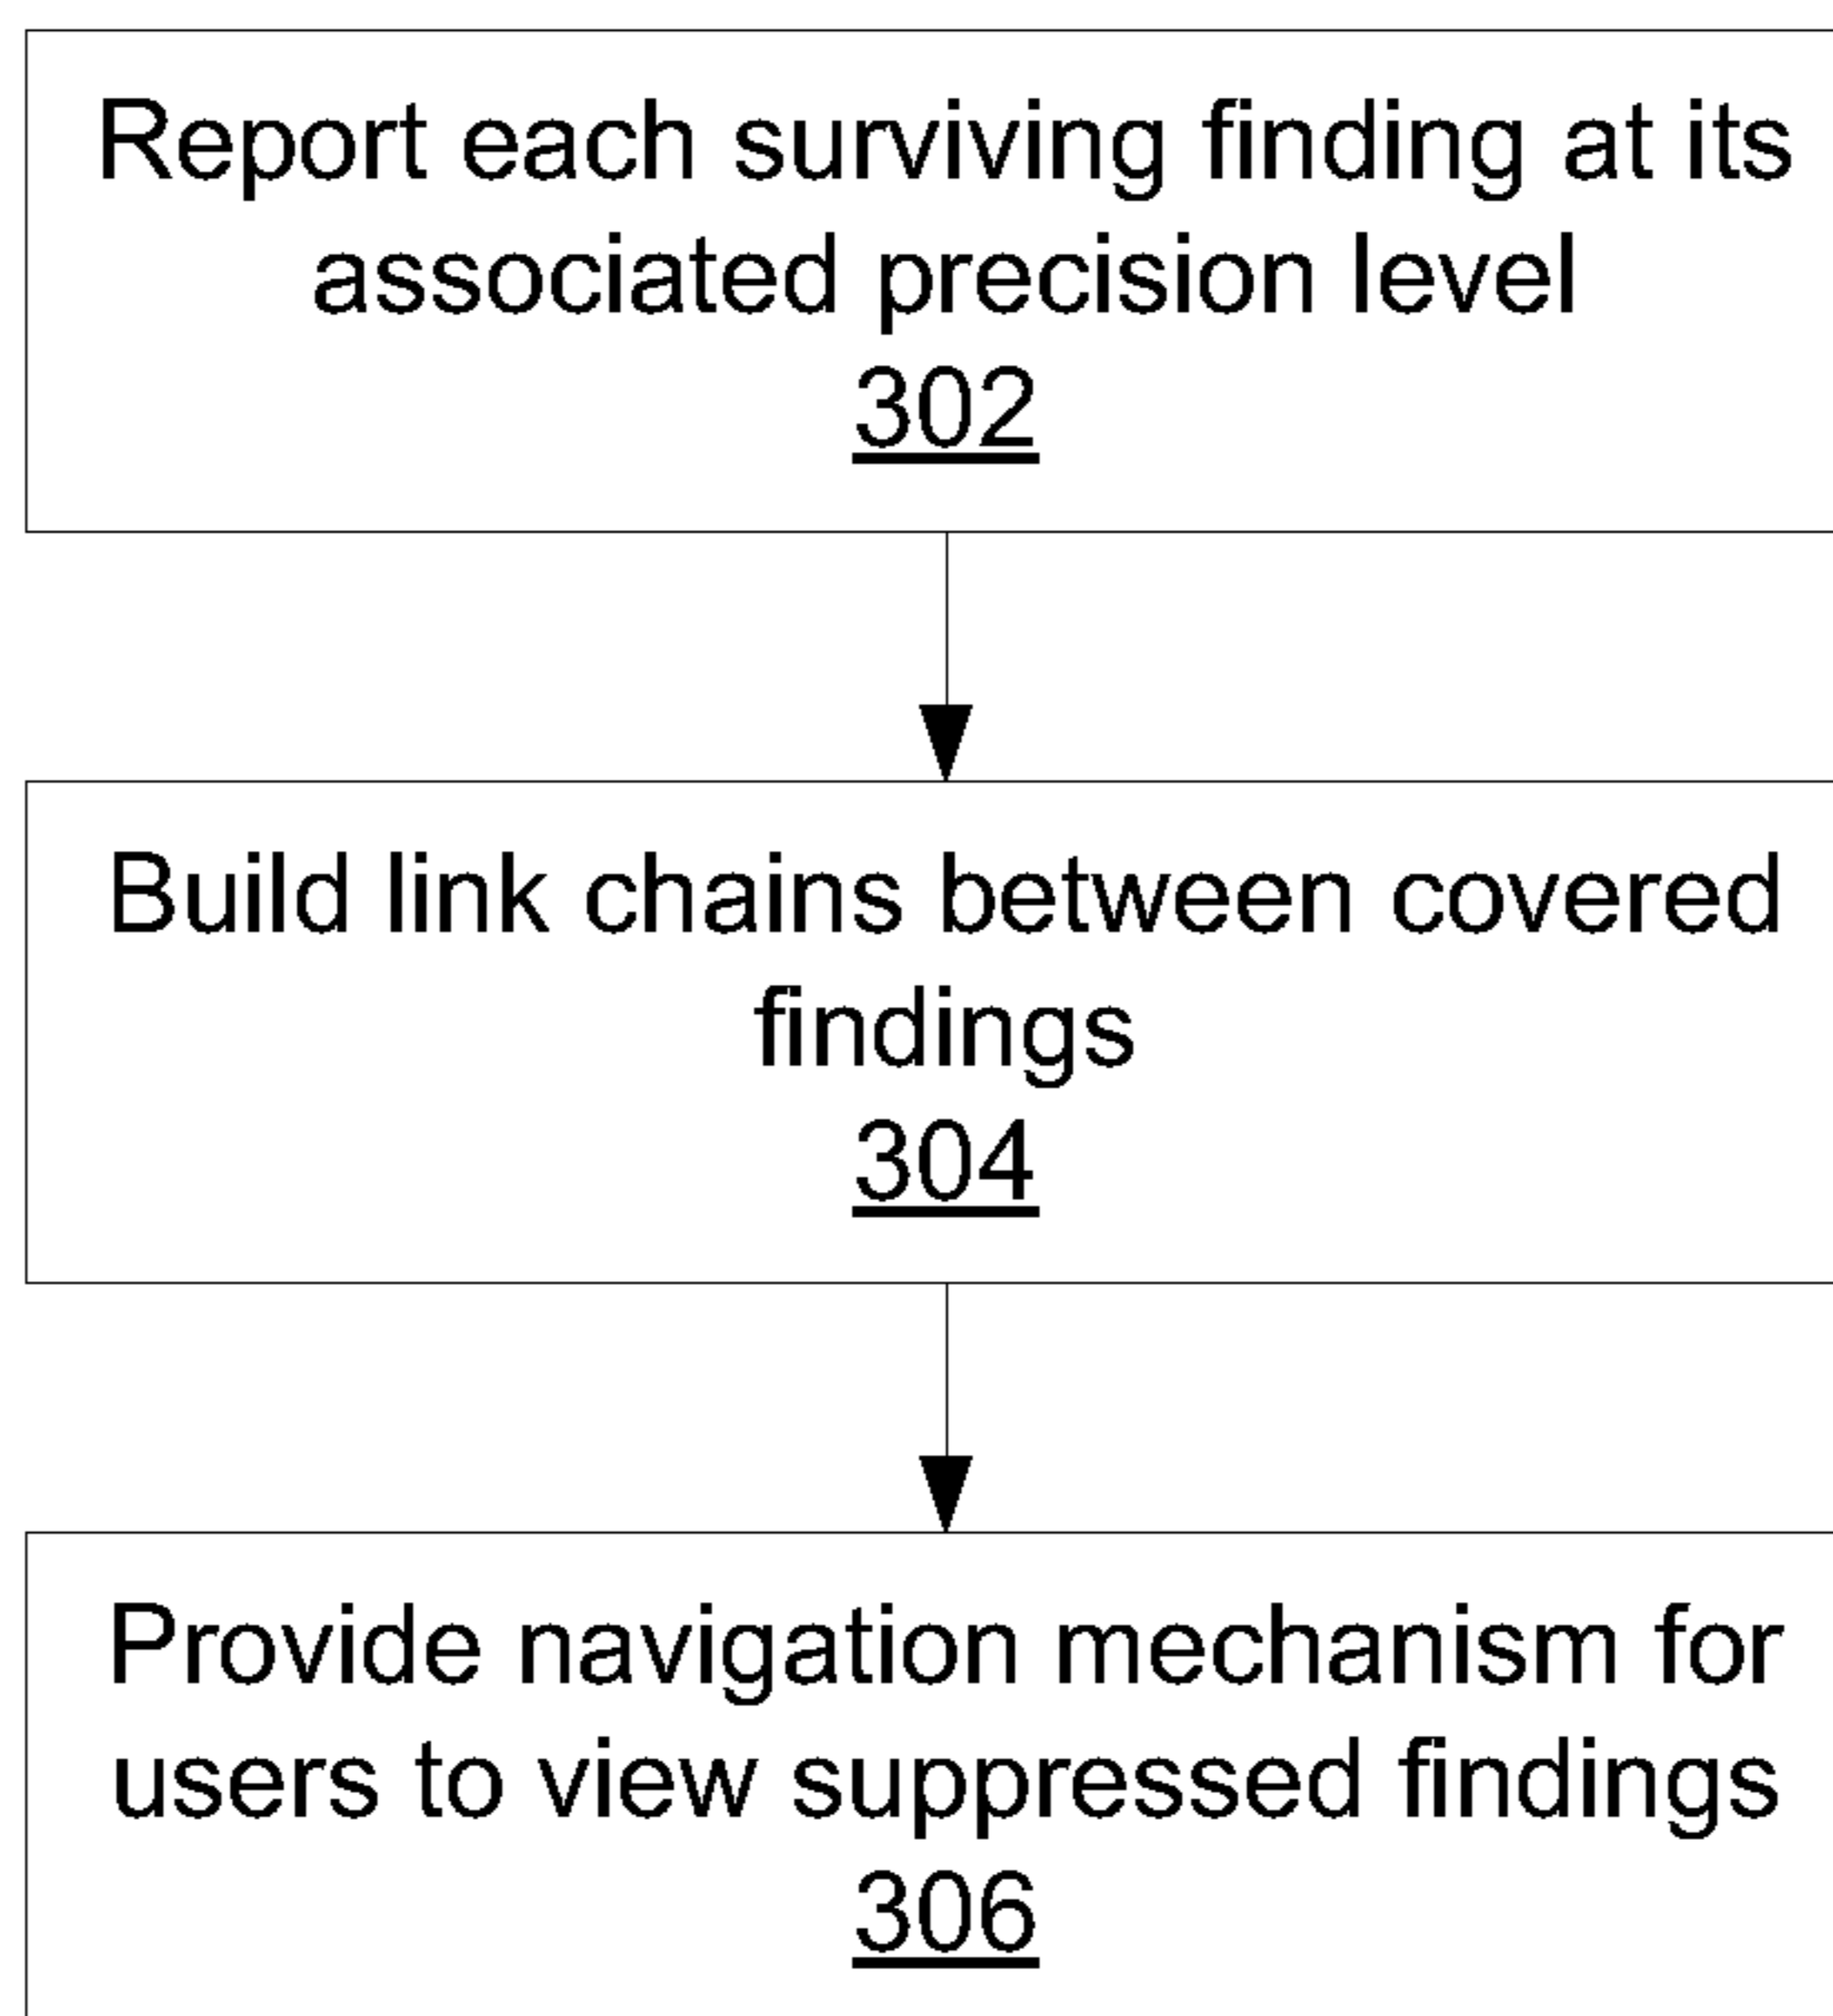 Report each surviving finding at its
associated precision level
302
Build link chains between covered
findings
304
Provide navigation mechanism for
users to view suppressed findings
306